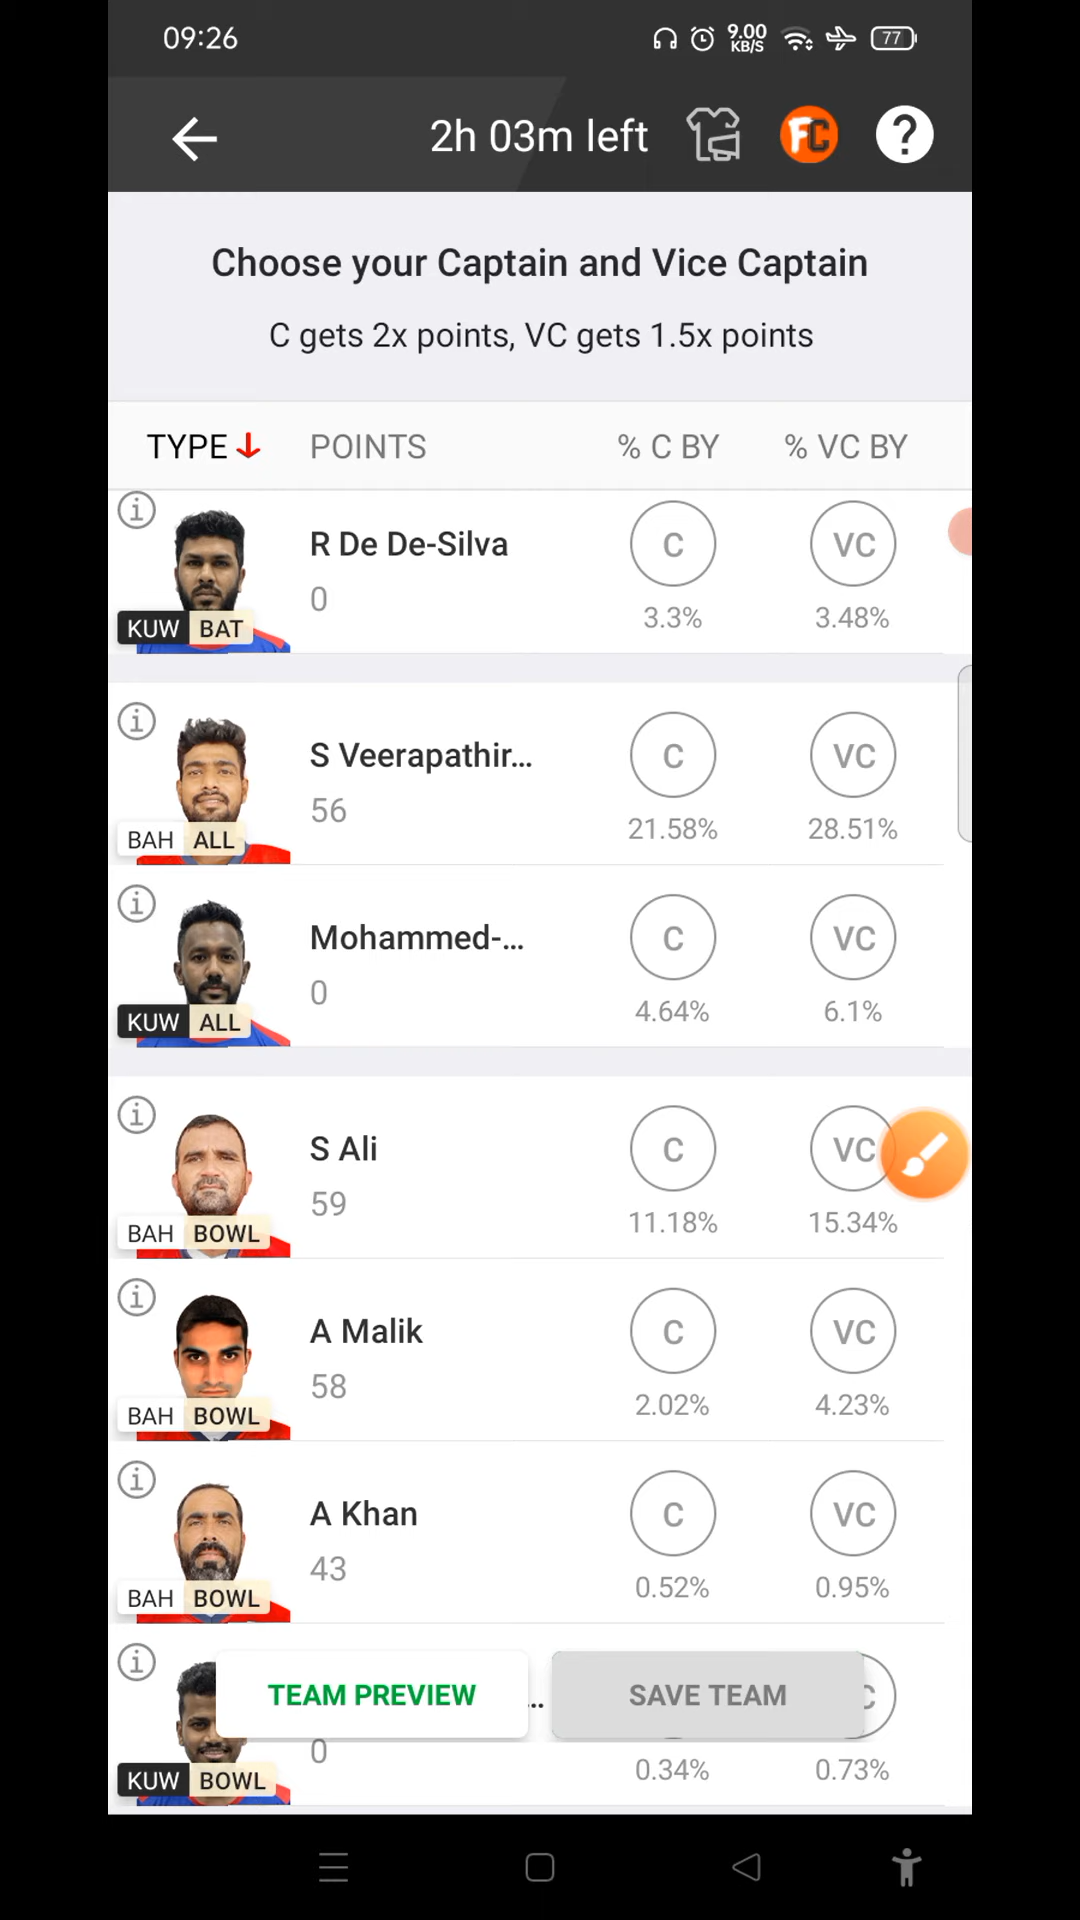 09:26
9.00
KB/S
77
2h 03m left
FC
?
Choose your Captain and Vice Captain
C gets 2x points, VC gets 1.5x points
TYPE POINTS % C BY % VC BY
R De De-Silva
C VC
0
3.3% 3.48%
KUW BAT
S Veerapathir...
C VC
56
21.58% 28.51%
BAH ALL
Mohammed-...
C VC
0
4.64% 6.1%
KUW ALL
S Ali
C VC
59
11.18% 15.34%
BAH BOWL
A Malik
C VC
58
2.02% 4.23%
BAH BOWL
A Khan
C VC
43
0.52% 0.95%
BAH BOWL
TEAM PREVIEW ... SAVE TEAM C
0
0.34% 0.73%
KUW BOWL